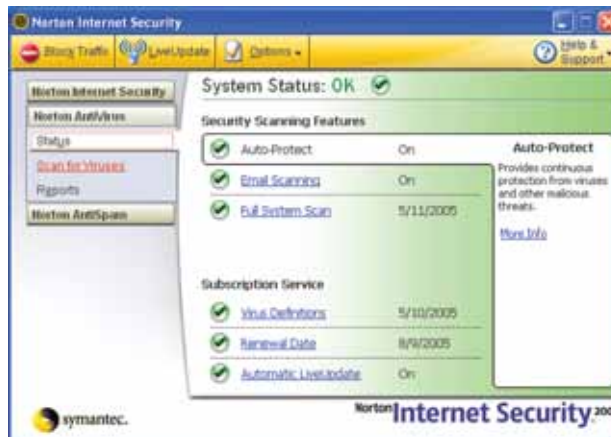 Norton Internet Security
Block Traffic LiveUpdate Options Help & Support
Norton Internet Security
Norton AntiVirus
Status
Scan for Viruses
Reports
Norton AntiSpam
System Status: OK
Security Scanning Features
Auto-Protect On
Email Scanning On
Full System Scan 5/11/2005
Auto-Protect
Provides continuous
protection from viruses
and other malicious
threats.
More Info
Subscription Service
Virus Definitions 5/10/2005
Renewal Date 8/9/2005
Automatic LiveUpdate On
symantec.
Norton Internet Security